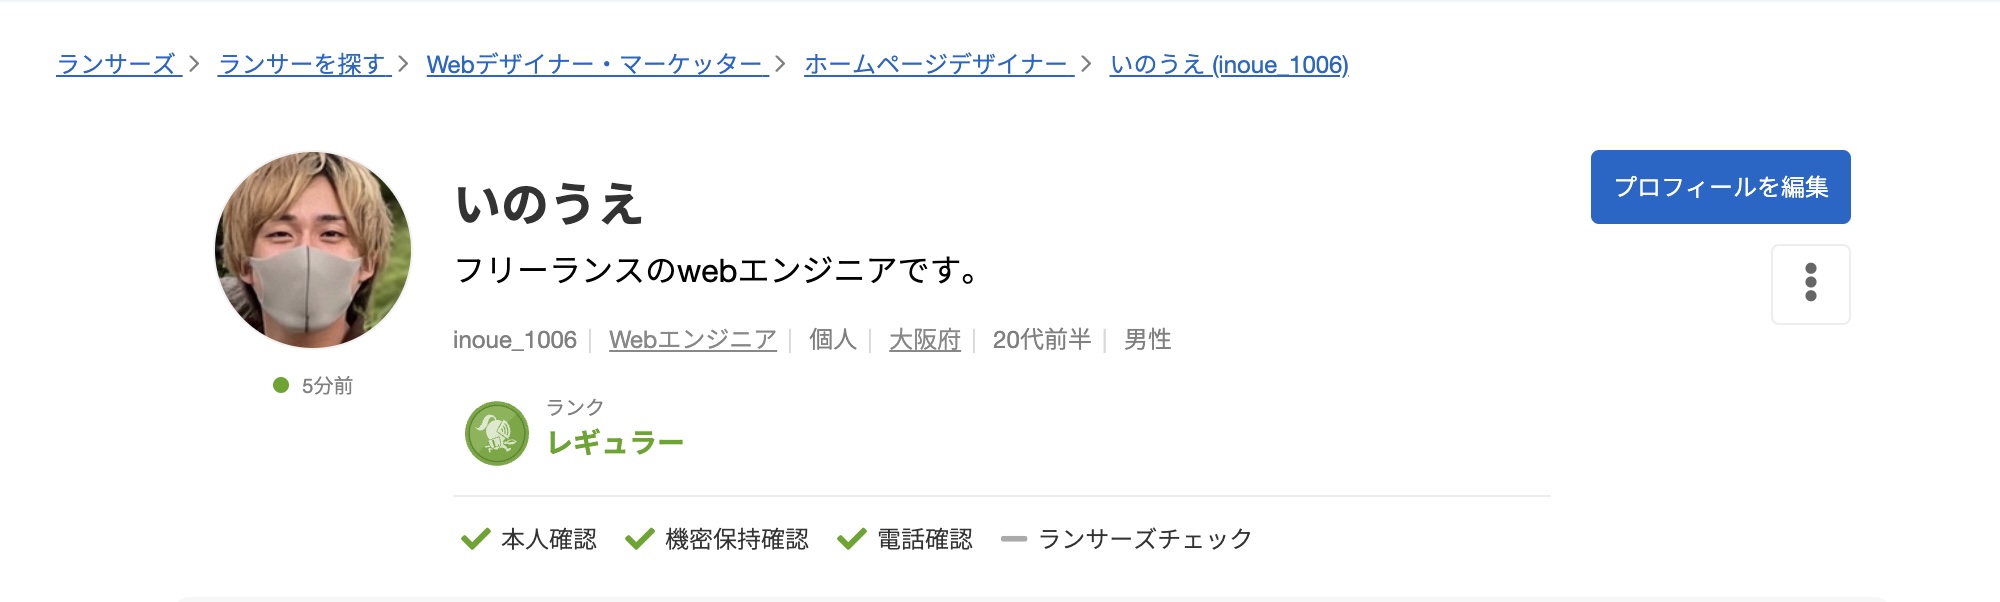 ランサーズ > ランサーを探す > Webデザイナー・マーケッター > ホームページデザイナー > いのうえ (inoue_1006)
いのうえ
プロフィールを編集
フリーランスのwebエンジニアです。
inoue_1006 | Webエンジニア | 個人 | 大阪府 | 20代前半 | 男性
5分前
ランク
レギュラー
本人確認 機密保持確認 電話確認 ランサーズチェック